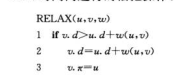 RELAX(u,v,w)
1 if v.d>u.d+w(u,v)
2 v.d=u.d+w(u,v)
3 v.π=u